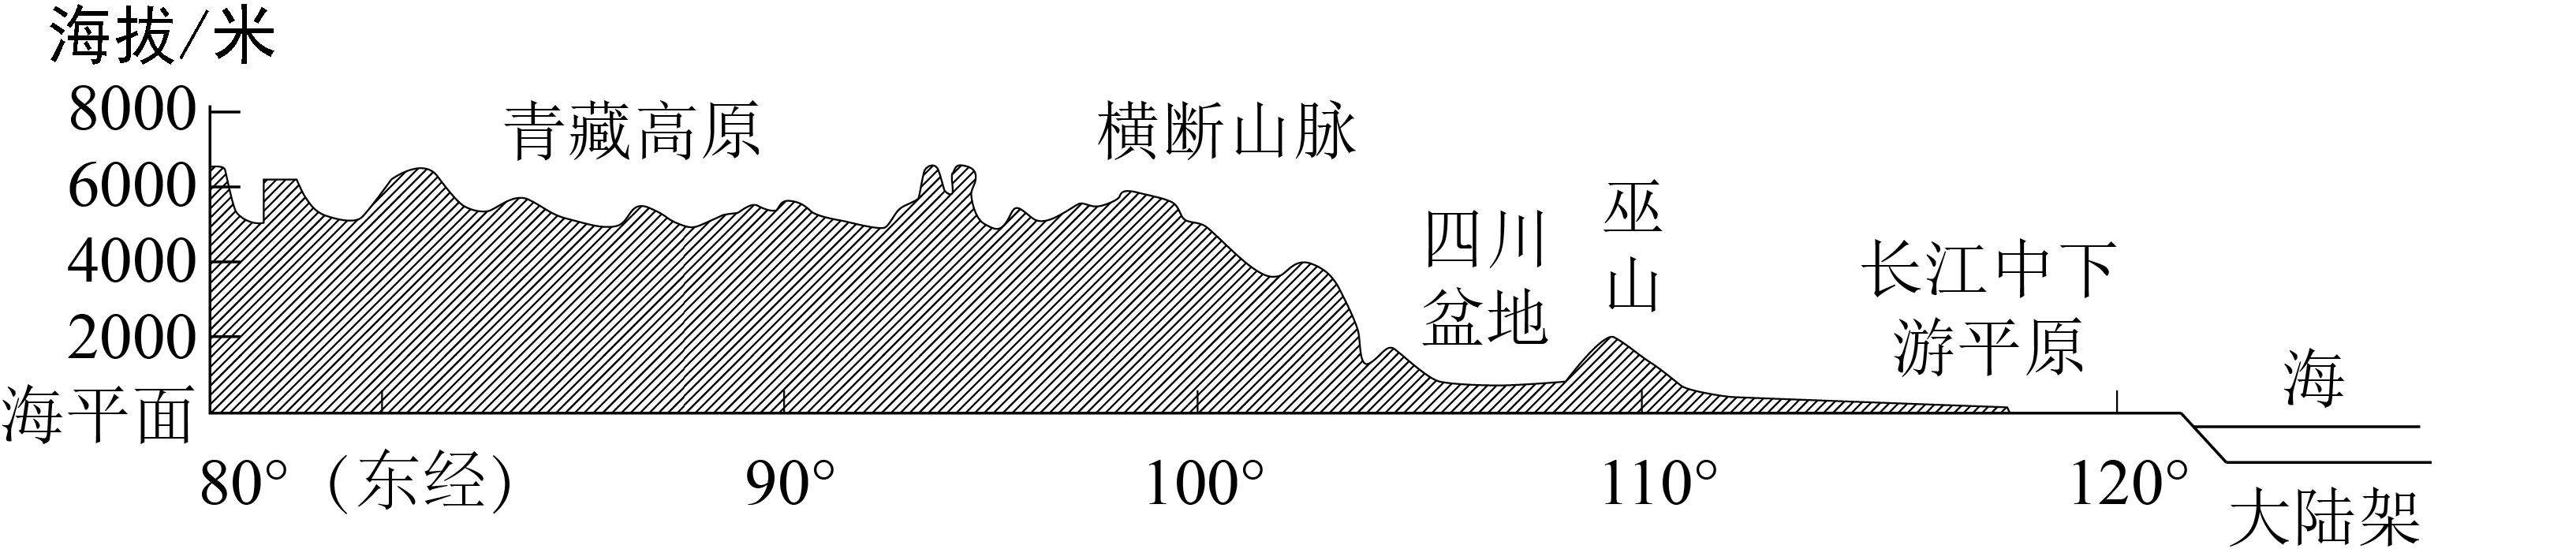 海拔/米
8000
6000
4000
2000
海平面
青藏高原
横断山脉
四川
盆地
巫
山
长江中下
游平原
海
大陆架
80°（东经）
90°
100°
110°
120°